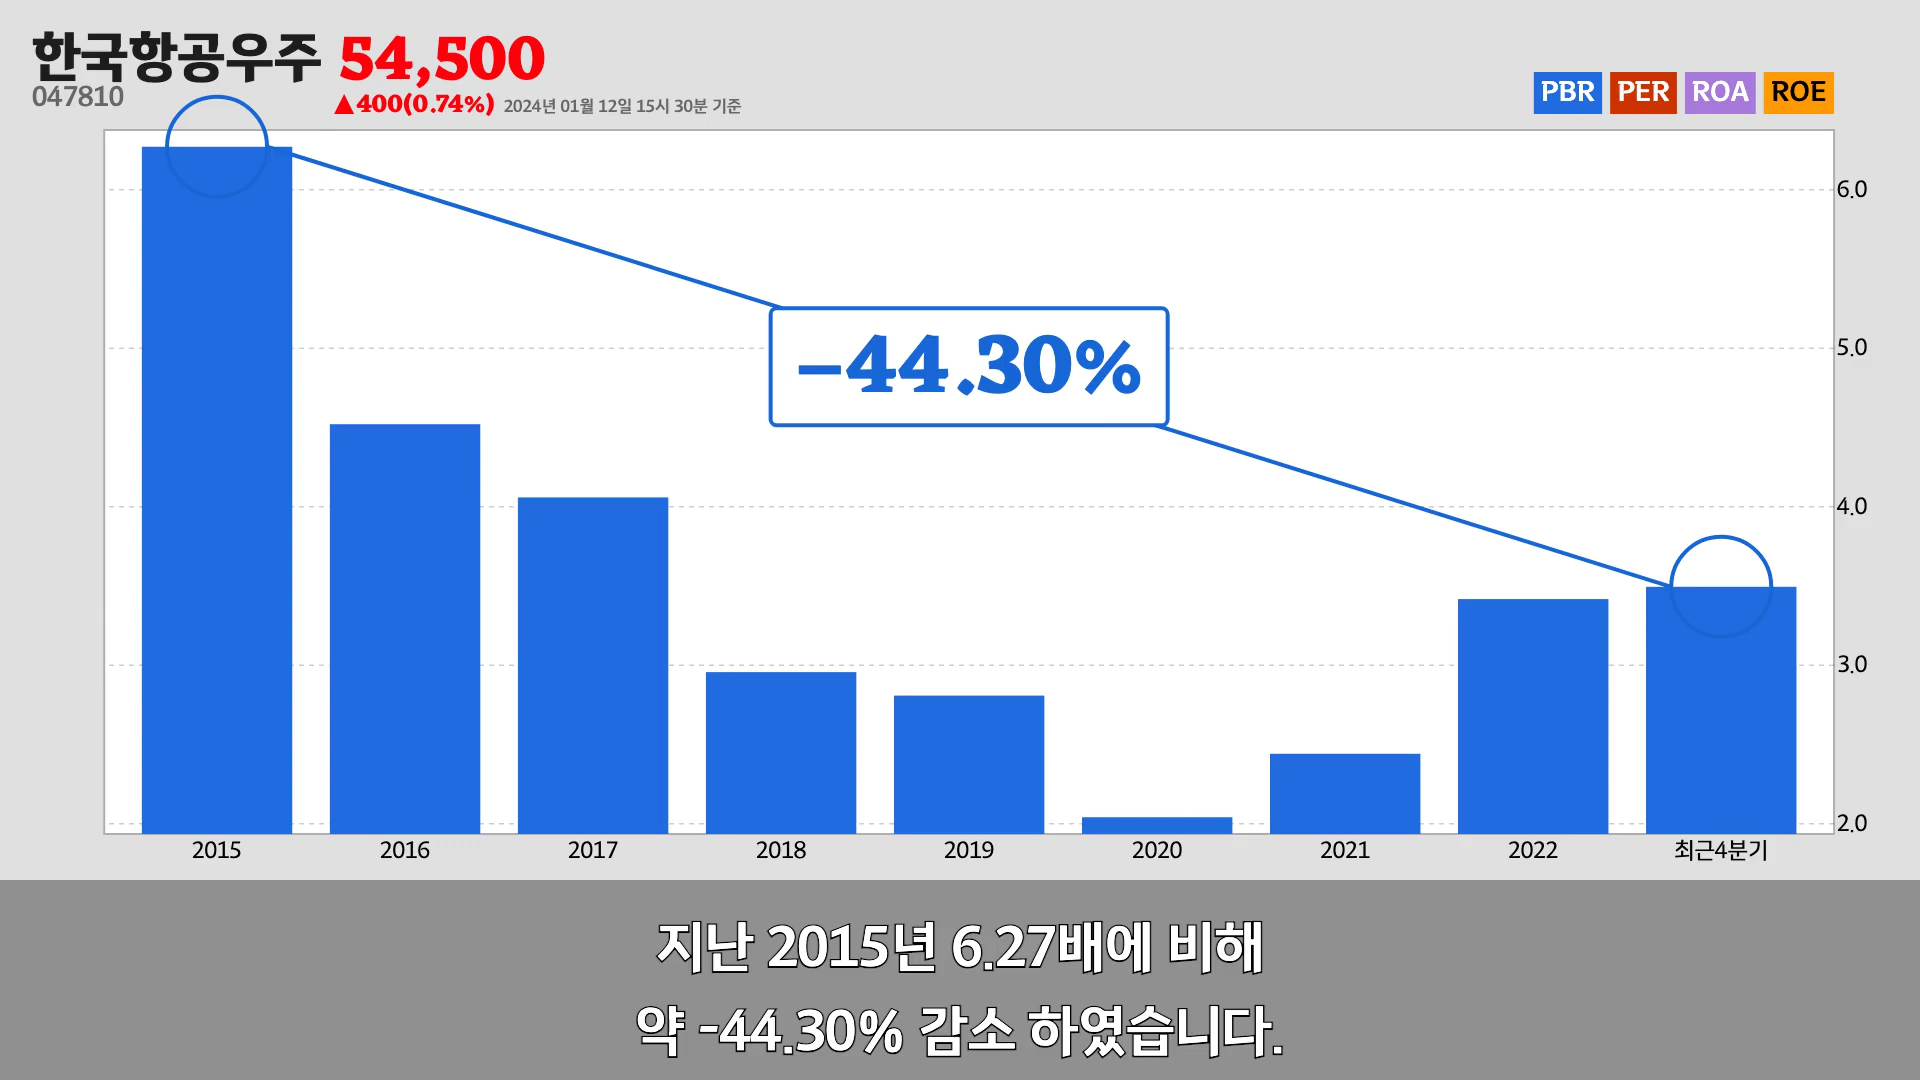 한국항공우주 54,500
047810
▲400(0.74%) 2024년 01월 12일 15시 30분 기준
PBR PER ROA ROE
6.0
5.0
4.0
3.0
2.0
-44.30%
2015 2016 2017 2018 2019 2020 2021 2022 최근4분기
지난 2015년 6.27배에 비해
약 -44.30% 감소 하였습니다.